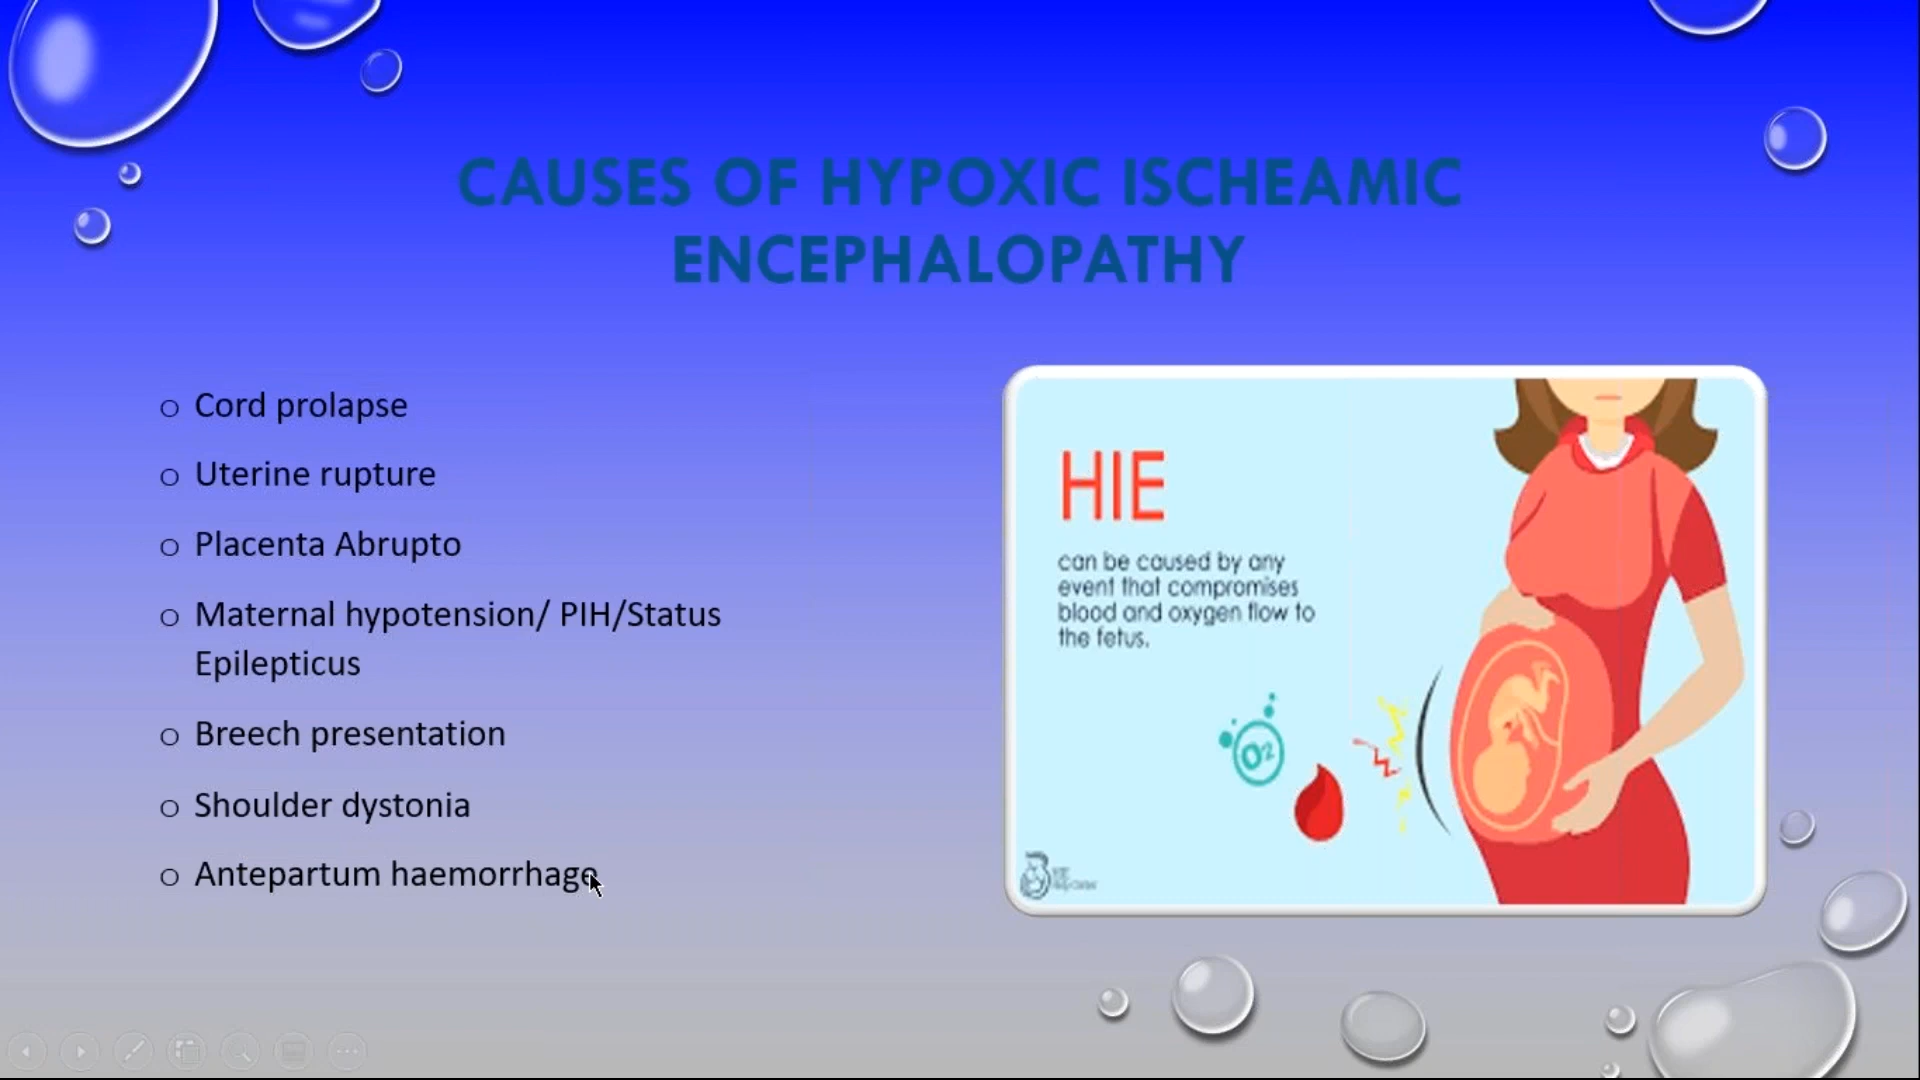 CAUSES OF HYPOXIC ISCHEAMIC
ENCEPHALOPATHY
o Cord prolapse
o Uterine rupture
o Placenta Abrupto
o Maternal hypotension/ PIH/Status
Epilepticus
o Breech presentation
o Shoulder dystonia
o Antepartum haemorrhage
HIE
can be caused by any
event that compromises
blood and oxygen flow to
the fetus.
O2